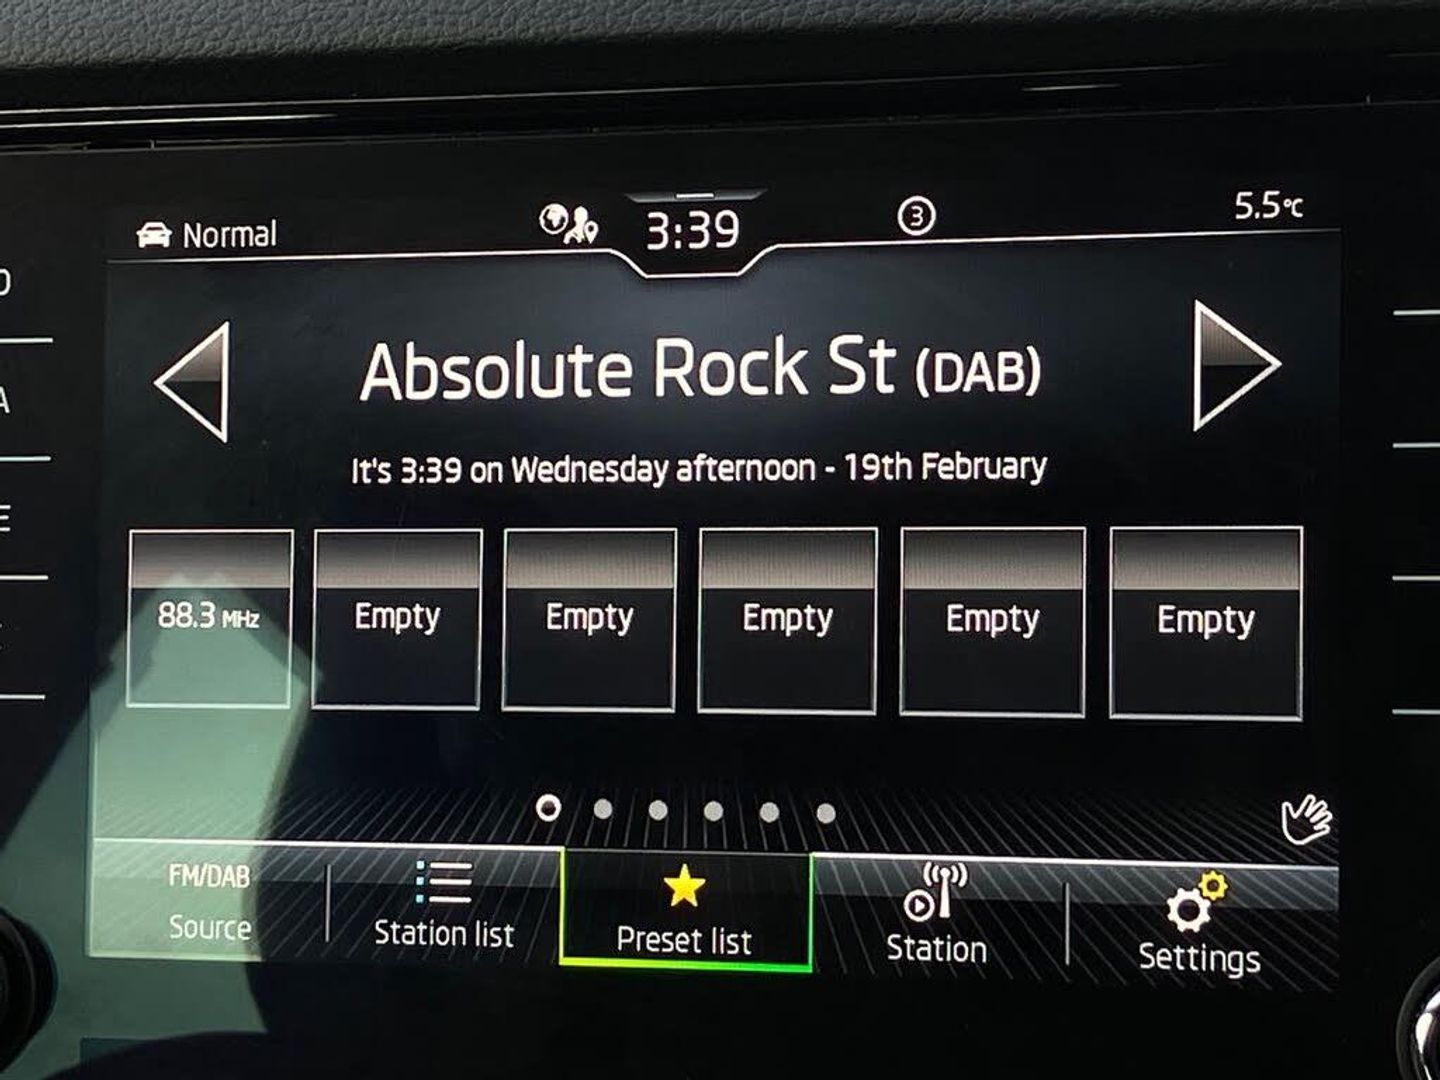 Normal
3:39
3
5.5°C
Absolute Rock St (DAB)
It's 3:39 on Wednesday afternoon - 19th February
88.3 MHz
Empty
Empty
Empty
Empty
Empty
FM/DAB
Source
Station list
Preset list
Station
Settings